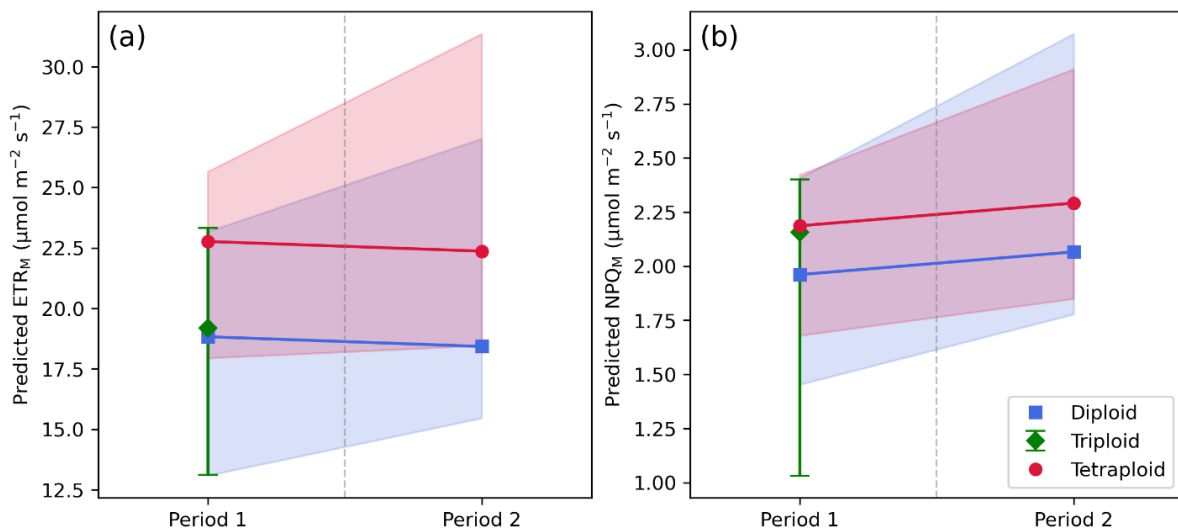 (a)
Predicted ETR_M (μmol m⁻² s⁻¹)
30.0
27.5
25.0
22.5
20.0
17.5
15.0
12.5
Period 1
Period 2
(b)
Predicted NPQ_M (μmol m⁻² s⁻¹)
3.00
2.75
2.50
2.25
2.00
1.75
1.50
1.25
1.00
Period 1
Period 2
Diploid
Triploid
Tetraploid